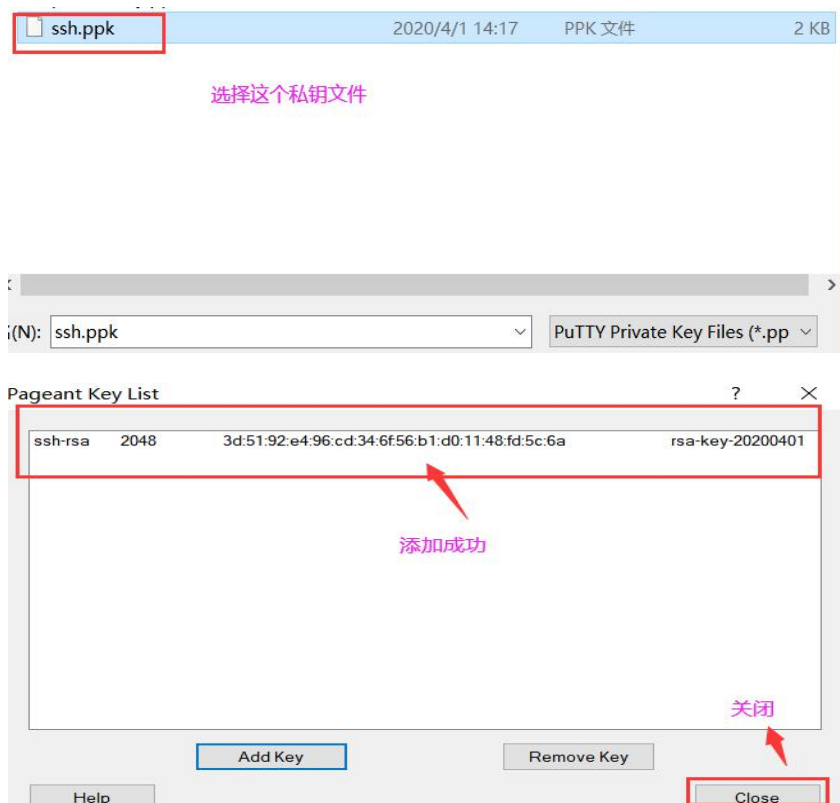 ssh.ppk 2020/4/1 14:17 PPK 文件 2 KB
选择这个私钥文件
(N): ssh.ppk PuTTY Private Key Files (*.pp
Pageant Key List ? ×
ssh-rsa 2048 3d:51:92:e4:96:cd:34:6f:56:b1:d0:11:48:fd:5c:6a rsa-key-20200401
添加成功
关闭
Add Key Remove Key
Help Close